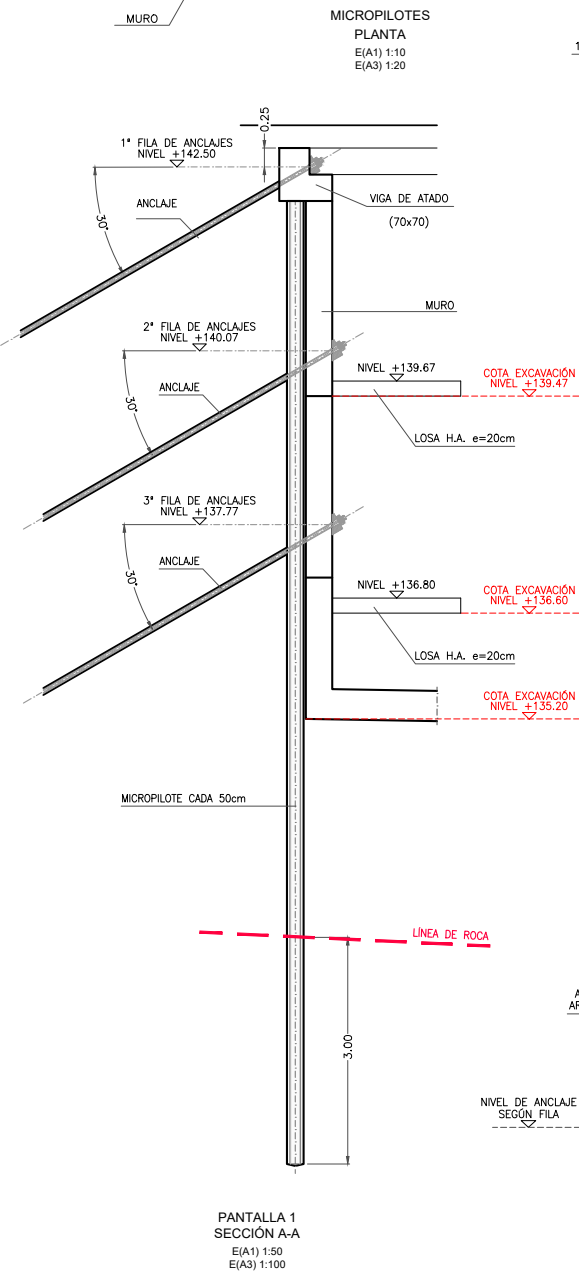 MURO
MICROPILOTES
PLANTA
E(A1) 1:10
E(A3) 1:20
1
0.25
1ª FILA DE ANCLAJES
NIVEL +142.50
ANCLAJE
30°
VIGA DE ATADO
(70x70)
MURO
2ª FILA DE ANCLAJES
NIVEL +140.07
ANCLAJE
30°
NIVEL +139.67
COTA EXCAVACIÓN
NIVEL +139.47
LOSA H.A. e=20cm
3ª FILA DE ANCLAJES
NIVEL +137.77
ANCLAJE
30°
NIVEL +136.80
COTA EXCAVACIÓN
NIVEL +136.60
LOSA H.A. e=20cm
COTA EXCAVACIÓN
NIVEL +135.20
MICROPILOTE CADA 50cm
LÍNEA DE ROCA
3.00
A
AR
NIVEL DE ANCLAJE
SEGÚN FILA
PANTALLA 1
SECCIÓN A-A
E(A1) 1:50
E(A3) 1:100